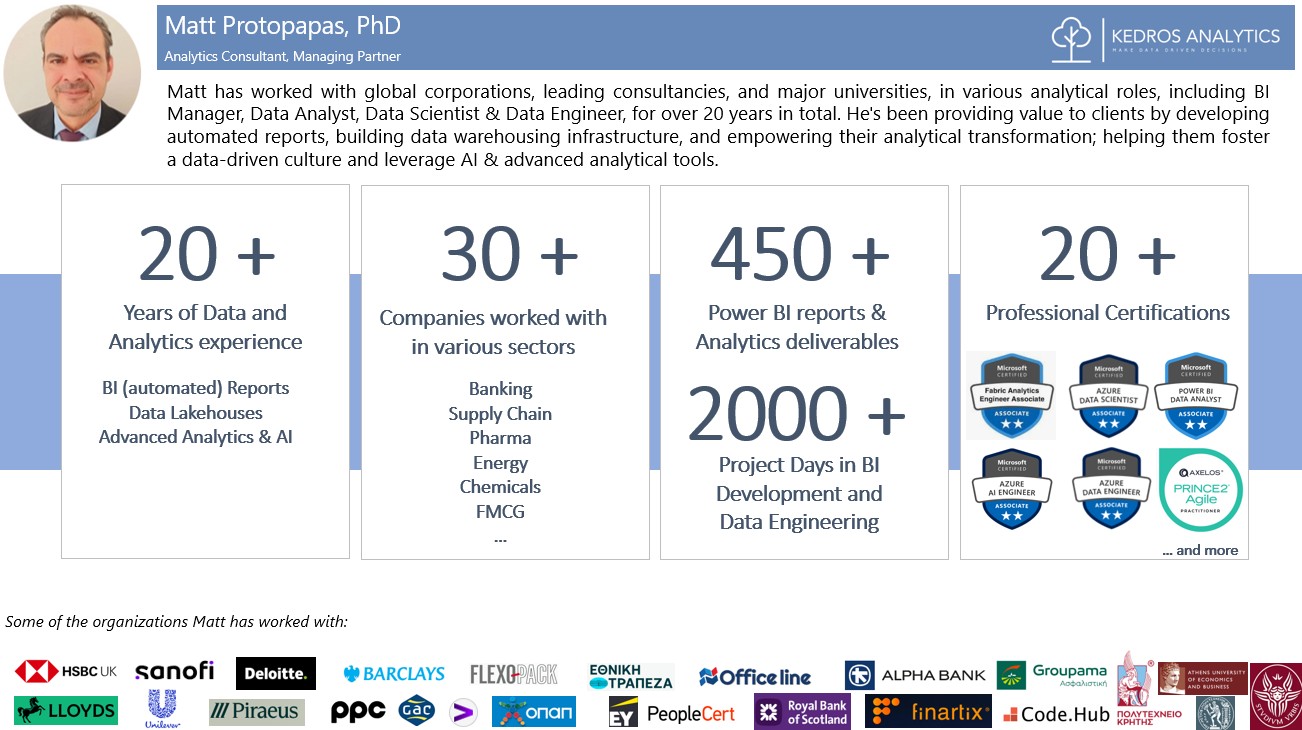 Matt Protopapas, PhD
Analytics Consultant, Managing Partner
KEDROS ANALYTICS
MAKE DATA DRIVEN DECISIONS
Matt has worked with global corporations, leading consultancies, and major universities, in various analytical roles, including BI
Manager, Data Analyst, Data Scientist & Data Engineer, for over 20 years in total. He's been providing value to clients by developing
automated reports, building data warehousing infrastructure, and empowering their analytical transformation; helping them foster
a data-driven culture and leverage AI & advanced analytical tools.
20 +
Years of Data and
Analytics experience
BI (automated) Reports
Data Lakehouses
Advanced Analytics & AI
30 +
Companies worked with
in various sectors
Banking
Supply Chain
Pharma
Energy
Chemicals
FMCG
...
450 +
Power BI reports &
Analytics deliverables
2000 +
Project Days in BI
Development and
Data Engineering
20 +
Professional Certifications
Microsoft
CERTIFIED
Fabric Analytics
Engineer Associate
ASSOCIATE
Microsoft
CERTIFIED
AZURE
DATA SCIENTIST
ASSOCIATE
Microsoft
CERTIFIED
POWER BI
DATA ANALYST
ASSOCIATE
Microsoft
CERTIFIED
AZURE
AI ENGINEER
ASSOCIATE
Microsoft
CERTIFIED
AZURE
DATA ENGINEER
ASSOCIATE
AXELOS
PRINCE2
Agile
PRACTITIONER
... and more
Some of the organizations Matt has worked with:
HSBC UK
sanofi
Deloitte.
BARCLAYS
FLEXOPACK
ΕΘΝΙΚΗ
ΤΡΑΠΕΖΑ
Office line
ALPHA BANK
Groupama
Ασφαλιστική
ΠΟΛΥΤΕΧΝΕΙΟ
ΚΡΗΤΗΣ
ATHENS UNIVERSITY
OF ECONOMICS
AND BUSINESS
STVDIVM VRBIS
LLOYDS
Unilever
Piraeus
ppc
GAC
οπαπ
EY
PeopleCert
Royal Bank
of Scotland
finartix
Code.Hub